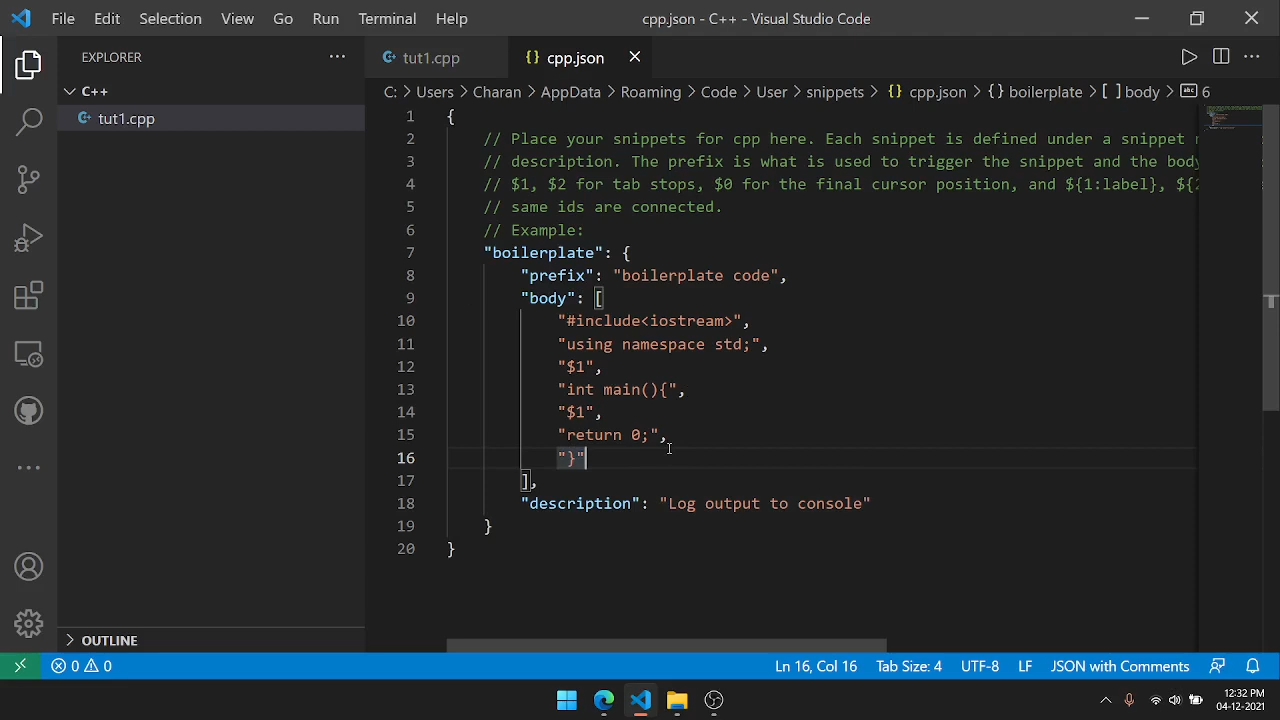 File Edit Selection View Go Run Terminal Help
cpp.json - C++ - Visual Studio Code
EXPLORER
C++
tut1.cpp
OUTLINE
tut1.cpp
{} cpp.json
C: > Users > Charan > AppData > Roaming > Code > User > snippets > {} cpp.json > {} boilerplate > [ ] body > abc 6
1 {
2 // Place your snippets for cpp here. Each snippet is defined under a snippet
3 // description. The prefix is what is used to trigger the snippet and the body
4 // $1, $2 for tab stops, $0 for the final cursor position, and ${1:label},
5 // same ids are connected.
6 // Example:
7 "boilerplate": {
8 "prefix": "boilerplate code",
9 "body": [
10 "#include<iostream>",
11 "using namespace std;",
12 "$1",
13 "int main(){",
14 "$1",
15 "return 0;",
16 "}"
17 ],
18 "description": "Log output to console"
19 }
20 }
0 0
Ln 16, Col 16 Tab Size: 4 UTF-8 LF JSON with Comments
12:32 PM
04-12-2021